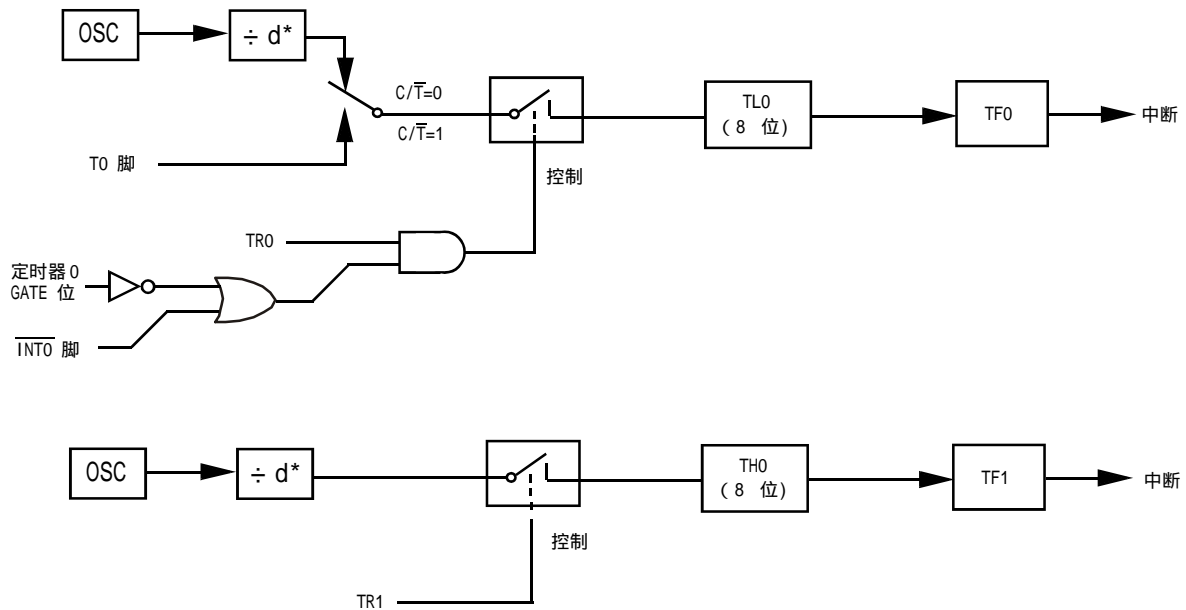 OSC
÷ d*
C/T̅=0
C/T̅=1
T0 脚
控制
TL0
(8 位)
TF0
中断
TR0
定时器0
GATE 位
I̅N̅T̅0̅ 脚
OSC
÷ d*
控制
TR1
TH0
(8 位)
TF1
中断